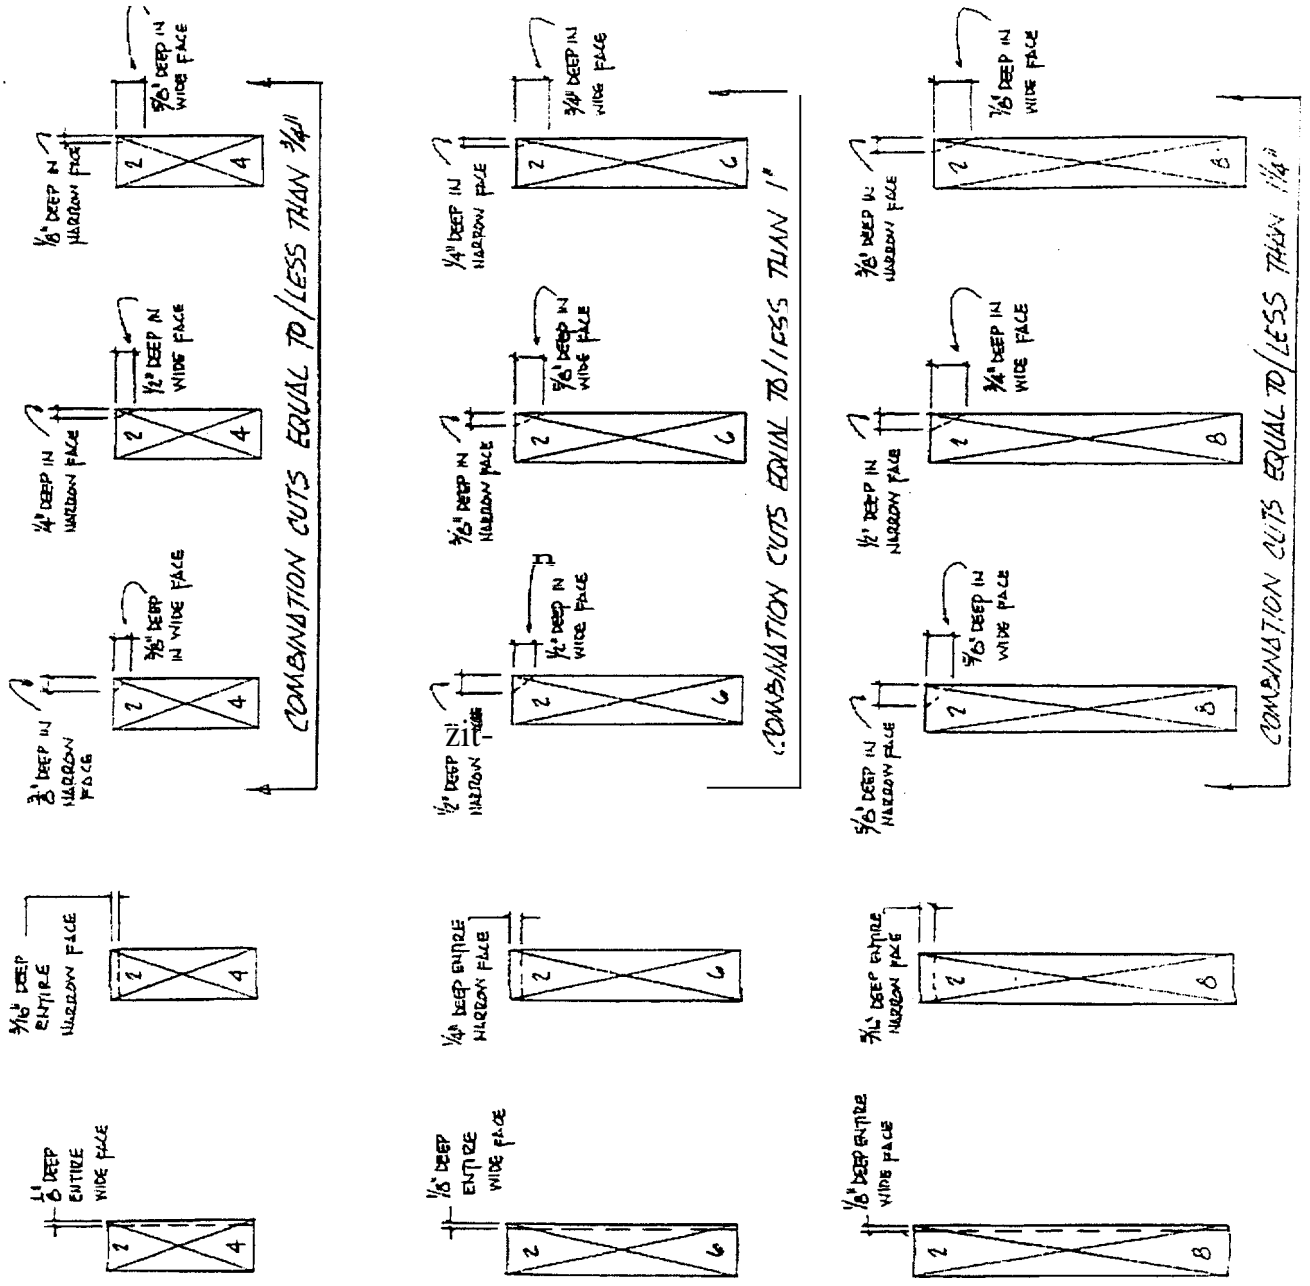 1/8" DEEP
ENTIRE
WIDE FACE
2
4
3/16" DEEP
ENTIRE
NARROW FACE
2
4
3/8" DEEP IN
NARROW
FACE
3/8" DEEP
IN WIDE FACE
2
4
1/4" DEEP IN
NARROW FACE
1/2" DEEP IN
WIDE FACE
2
4
1/8" DEEP IN
NARROW FACE
5/8" DEEP IN
WIDE FACE
2
4
COMBINATION CUTS EQUAL TO/LESS THAN 3/4"
1/8" DEEP
ENTIRE
WIDE FACE
2
6
1/4" DEEP ENTIRE
NARROW FACE
2
6
1/2" DEEP
NARROW
zit-
n
1/2" DEEP IN
WIDE FACE
2
6
3/8" DEEP IN
NARROW FACE
5/8" DEEP IN
WIDE FACE
2
6
1/4" DEEP IN
NARROW FACE
3/4" DEEP IN
WIDE FACE
2
6
COMBINATION CUTS EQUAL TO/LESS THAN 1"
1/8" DEEP ENTIRE
WIDE FACE
2
8
5/16" DEEP ENTIRE
NARROW FACE
2
8
5/8" DEEP IN
NARROW FACE
5/8" DEEP IN
WIDE FACE
2
8
1/2" DEEP IN
NARROW FACE
3/4" DEEP IN
WIDE FACE
2
8
3/8" DEEP IN
NARROW FACE
7/8" DEEP IN
WIDE FACE
2
8
COMBINATION CUTS EQUAL TO/LESS THAN 1 1/4"